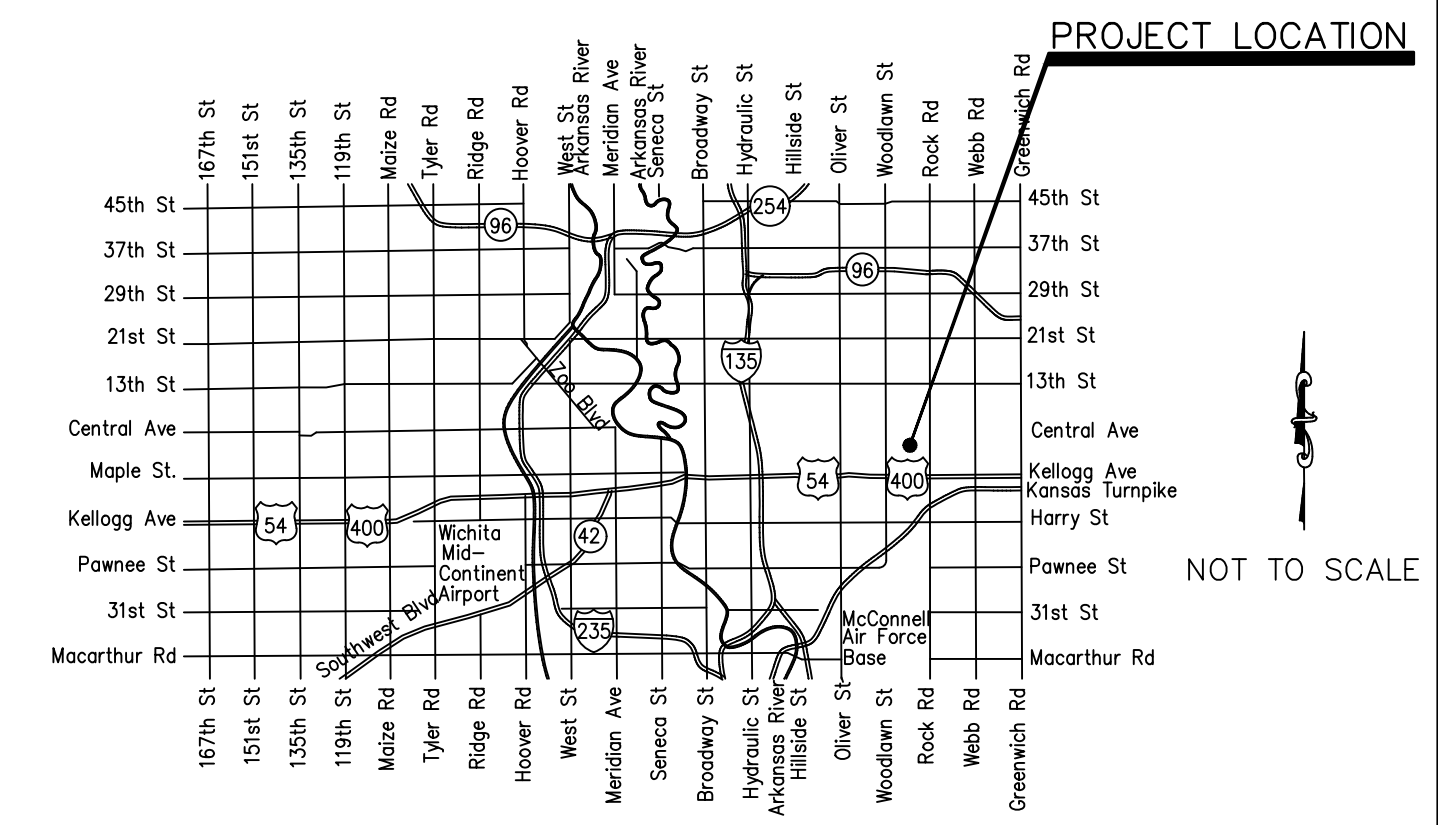 PROJECT LOCATION
167th St
151st St
135th St
119th St
Maize Rd
Tyler Rd
Ridge Rd
Hoover Rd
West St
Arkansas River
Meridian Ave
Arkansas River
Seneca St
Broadway St
Hydraulic St
Hillside St
Oliver St
Woodlawn St
Rock Rd
Webb Rd
Greenwich Rd
45th St
37th St
29th St
21st St
13th St
Central Ave
Maple St.
Kellogg Ave
Pawnee St
31st St
Macarthur Rd
96
254
96
135
Zoo Blvd
54
400
54
400
42
235
Wichita
Mid-
Continent
Airport
Southwest Blvd
McConnell
Air Force
Base
45th St
37th St
29th St
21st St
13th St
Central Ave
Kellogg Ave
Kansas Turnpike
Harry St
Pawnee St
31st St
Macarthur Rd
NOT TO SCALE
167th St
151st St
135th St
119th St
Maize Rd
Tyler Rd
Ridge Rd
Hoover Rd
West St
Meridian Ave
Seneca St
Broadway St
Hydraulic St
Arkansas River
Hillside St
Oliver St
Woodlawn St
Rock Rd
Webb Rd
Greenwich Rd